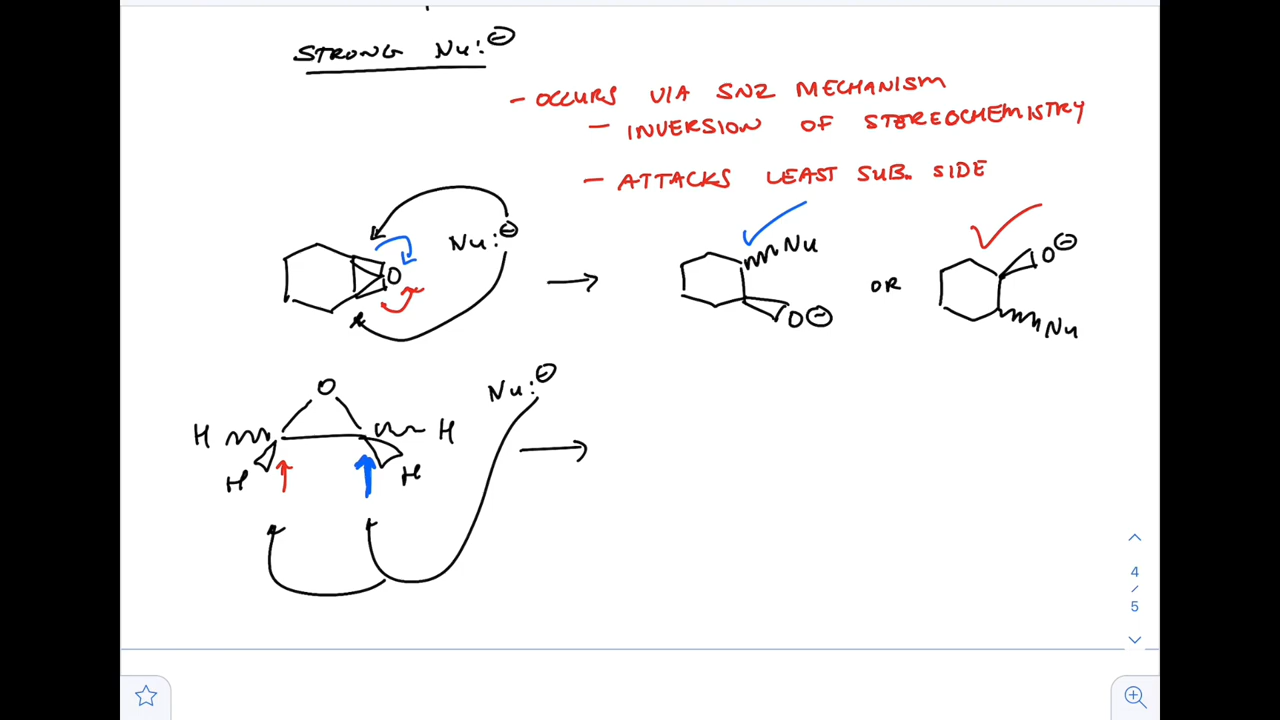 STRONG Nu:⊖
- OCCURS VIA SN2 MECHANISM
- INVERSION OF STEREOCHEMISTRY
- ATTACKS LEAST SUB. SIDE
O Nu:⊖
Nu
O⊖
OR
O⊖
Nu
O
Nu:⊖
H H
H H
4
/
5